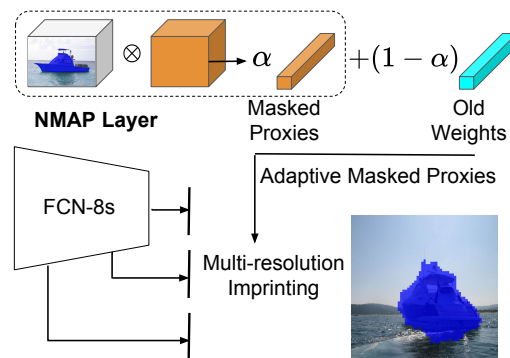 ⊗
α
+(1 − α)
NMAP Layer
Masked
Proxies
Old
Weights
Adaptive Masked Proxies
FCN-8s
Multi-resolution
Imprinting